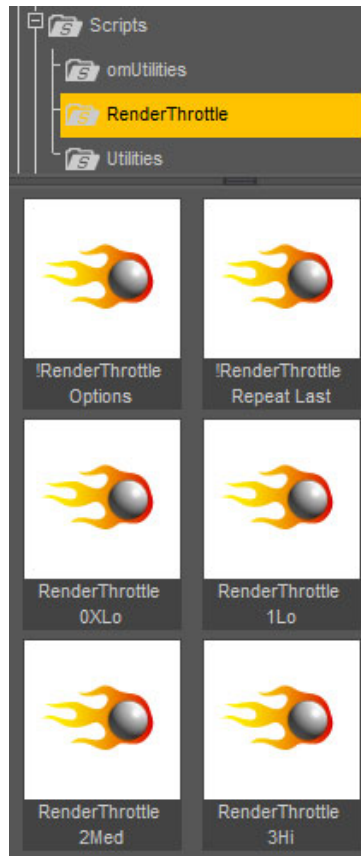 Scripts
omUtilities
RenderThrottle
Utilities
!RenderThrottle
Options
!RenderThrottle
Repeat Last
RenderThrottle
0XLo
RenderThrottle
1Lo
RenderThrottle
2Med
RenderThrottle
3Hi